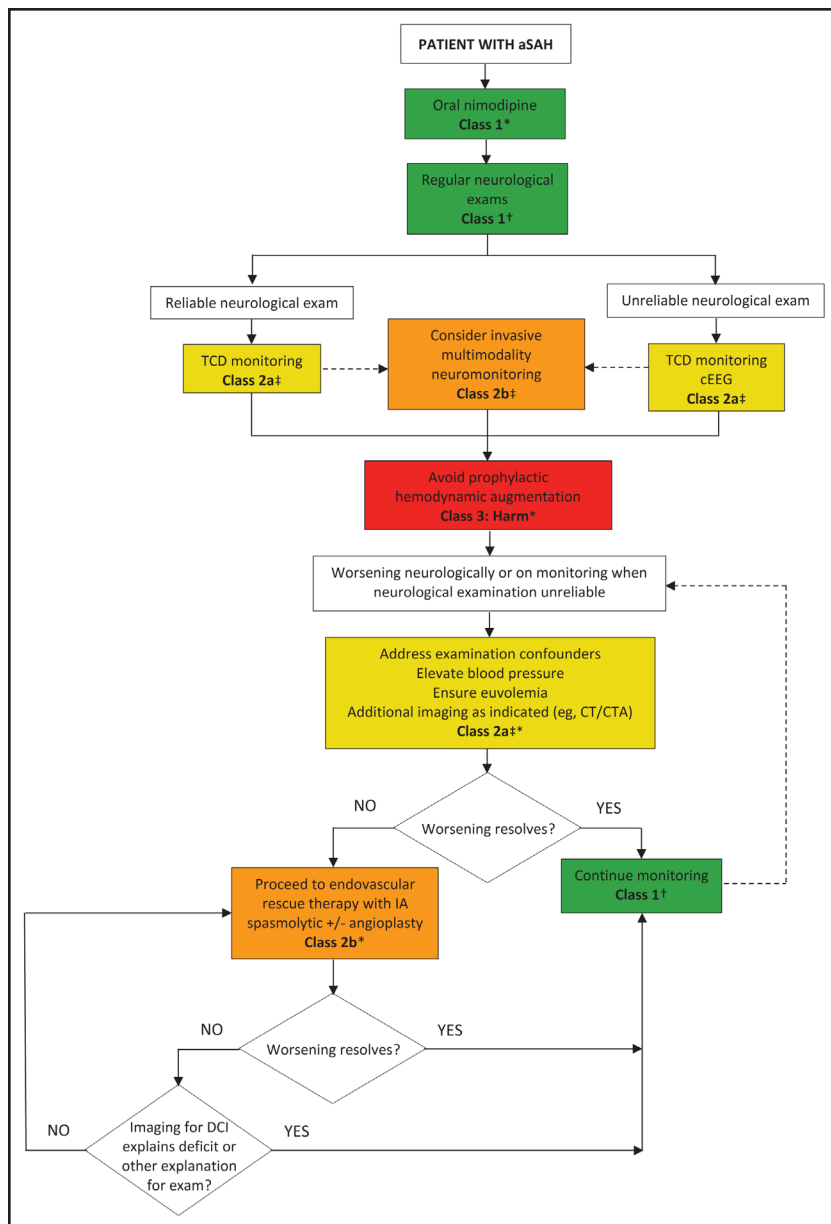 PATIENT WITH aSAH
Oral nimodipine
Class 1*
Regular neurological
exams
Class 1†
Reliable neurological exam
Unreliable neurological exam
TCD monitoring
Class 2a‡
Consider invasive
multimodality
neuromonitoring
Class 2b‡
TCD monitoring
cEEG
Class 2a‡
Avoid prophylactic
hemodynamic augmentation
Class 3: Harm*
Worsening neurologically or on monitoring when
neurological examination unreliable
Address examination confounders
Elevate blood pressure
Ensure euvolemia
Additional imaging as indicated (eg, CT/CTA)
Class 2a‡*
NO
YES
Worsening resolves?
Proceed to endovascular
rescue therapy with IA
spasmolytic +/- angioplasty
Class 2b*
Continue monitoring
Class 1†
NO
YES
Worsening resolves?
NO
YES
Imaging for DCI
explains deficit or
other explanation
for exam?